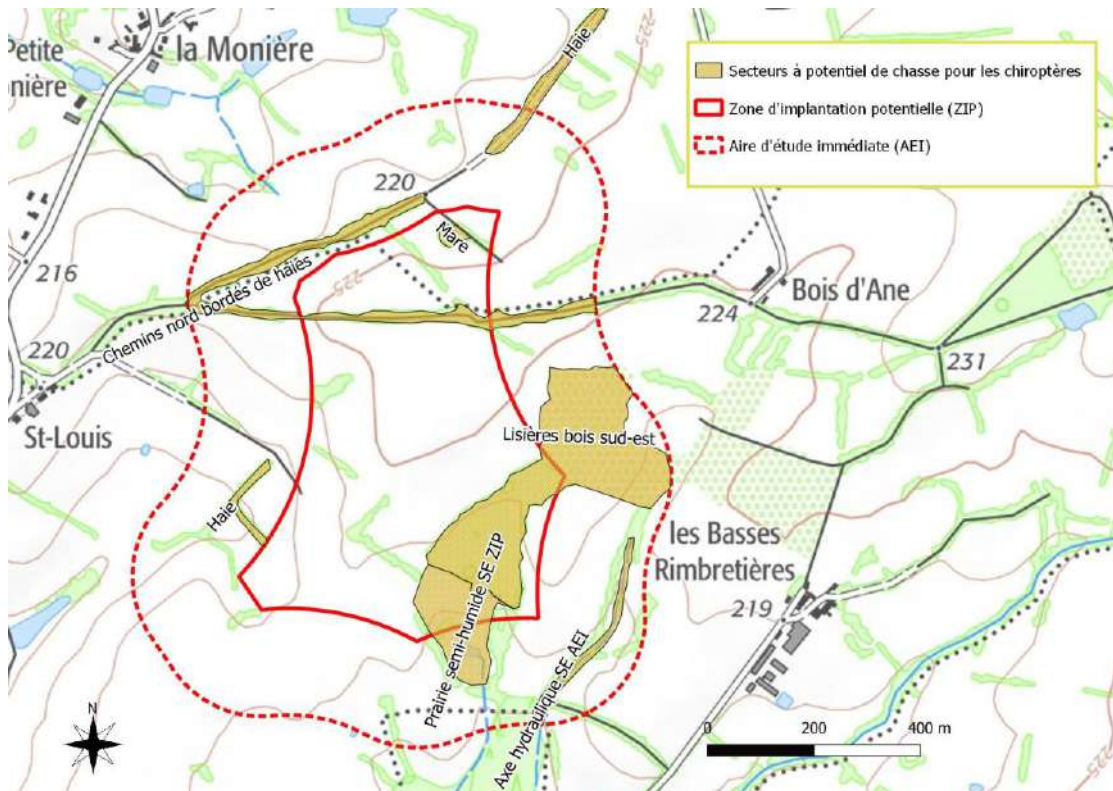 Petite
nière
la Monière
Haie
Secteurs à potentiel de chasse pour les chiroptères
Zone d'implantation potentielle (ZIP)
Aire d'étude immédiate (AEI)
225
220
Mare
216
225
Chemins nord bordés de haies
Bois d'Ane
224
231
220
St-Louis
Lisières bois sud-est
Haie
les Basses
Rimbretières
Prairie semi-humide SE ZIP
219
Axe hydraulique SE AEI
N
0 200 400 m
225